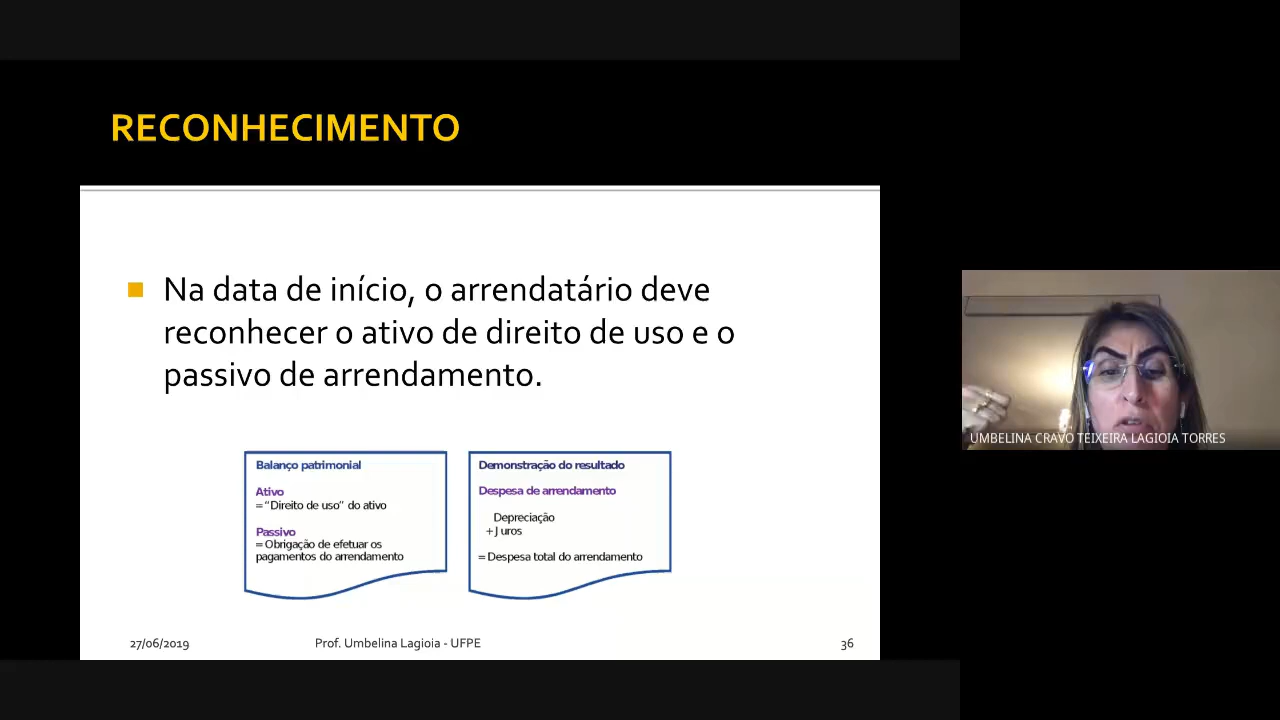 RECONHECIMENTO
Na data de início, o arrendatário deve
reconhecer o ativo de direito de uso e o
passivo de arrendamento.
Balanço patrimonial
Ativo
= “Direito de uso” do ativo
Passivo
= Obrigação de efetuar os
pagamentos do arrendamento
Demonstração do resultado
Despesa de arrendamento
Depreciação
+ Juros
= Despesa total do arrendamento
27/06/2019
Prof. Umbelina Lagioia - UFPE
36
UMBELINA CRAVO TEIXEIRA LAGIOIA TORRES